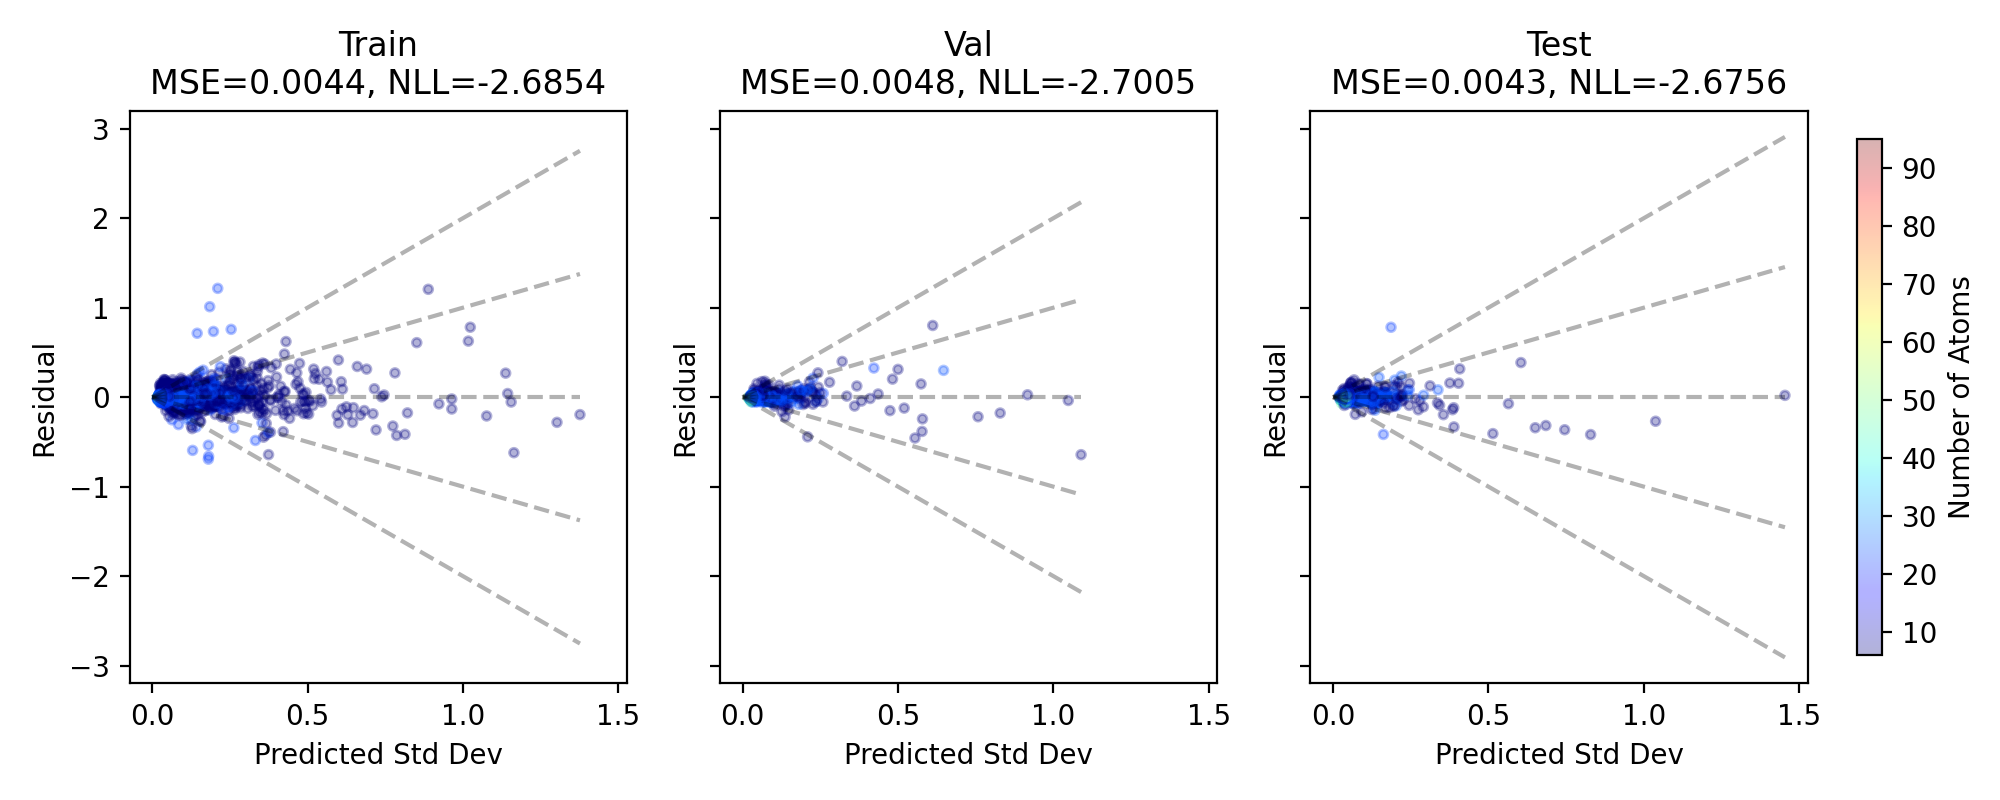 Train
MSE=0.0044, NLL=-2.6854
Val
MSE=0.0048, NLL=-2.7005
Test
MSE=0.0043, NLL=-2.6756
Residual
3
2
1
0
−1
−2
−3
0.0
0.5
1.0
1.5
Predicted Std Dev
Residual
0.0
0.5
1.0
1.5
Predicted Std Dev
Residual
0.0
0.5
1.0
1.5
Predicted Std Dev
90
80
70
60
50
40
30
20
10
Number of Atoms